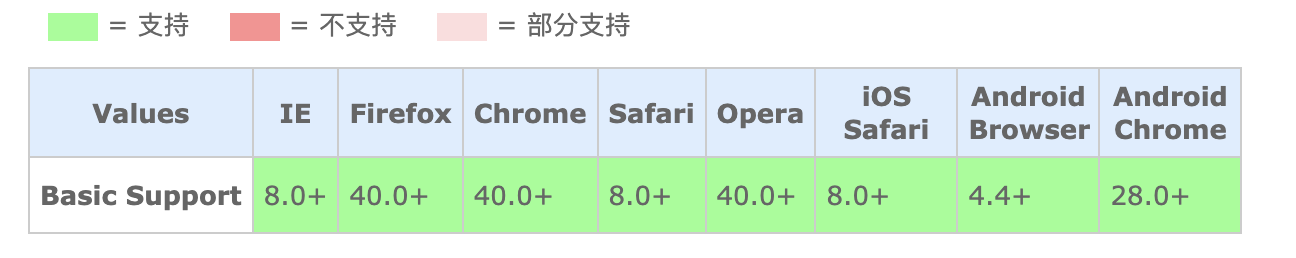 = 支持 = 不支持 = 部分支持
Values IE Firefox Chrome Safari Opera iOS Safari Android Browser Android Chrome
Basic Support 8.0+ 40.0+ 40.0+ 8.0+ 40.0+ 8.0+ 4.4+ 28.0+